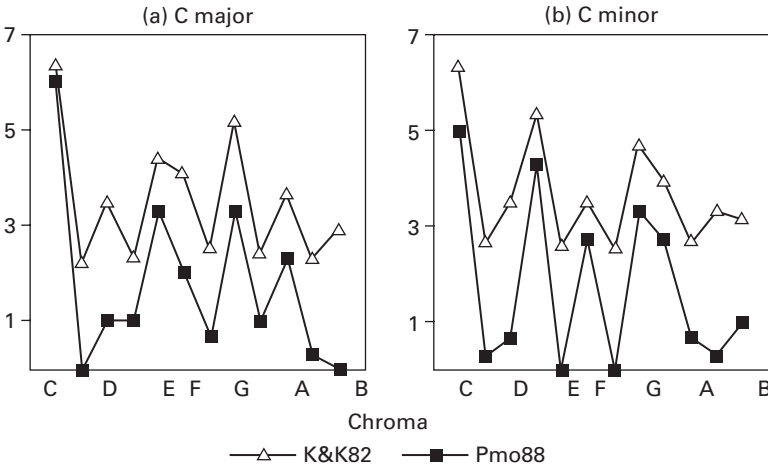 (a) C major
(b) C minor
7
5
3
1
7
5
3
1
C D E F G A B
C D E F G A B
Chroma
K&K82 Pmo88